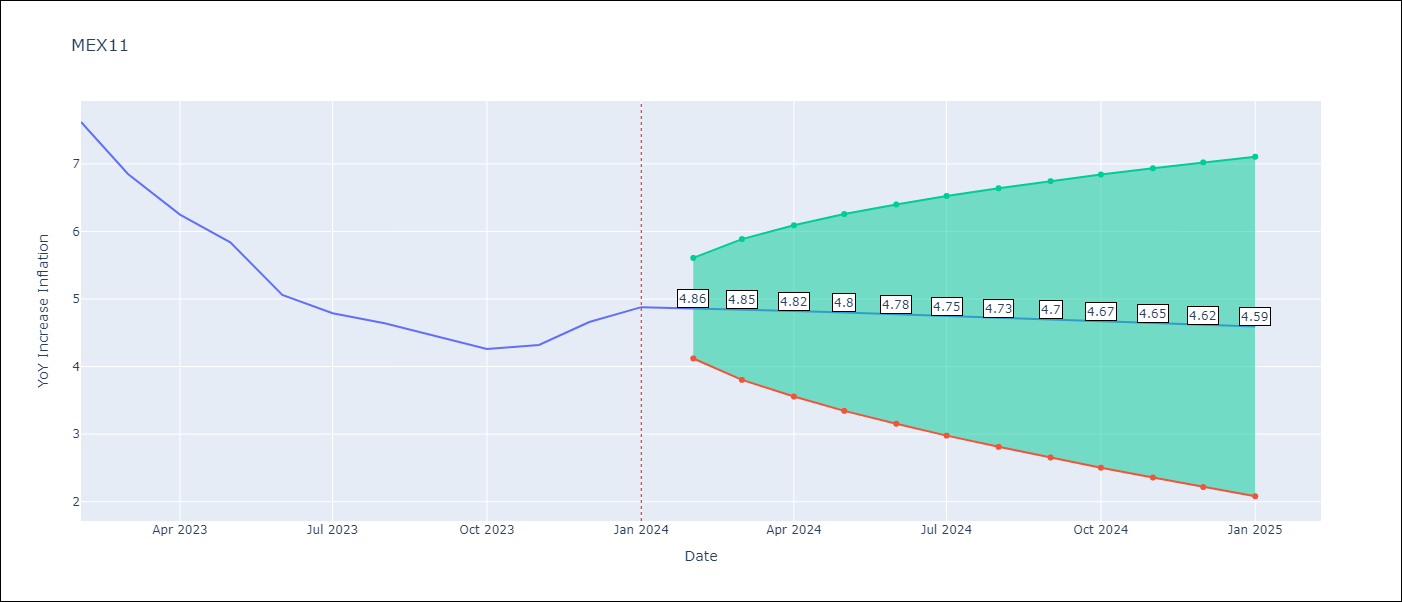 MEX11
YoY Increase Inflation
7
6
5
4
3
2
4.86
4.85
4.82
4.8
4.78
4.75
4.73
4.7
4.67
4.65
4.62
4.59
Apr 2023
Jul 2023
Oct 2023
Jan 2024
Apr 2024
Jul 2024
Oct 2024
Jan 2025
Date